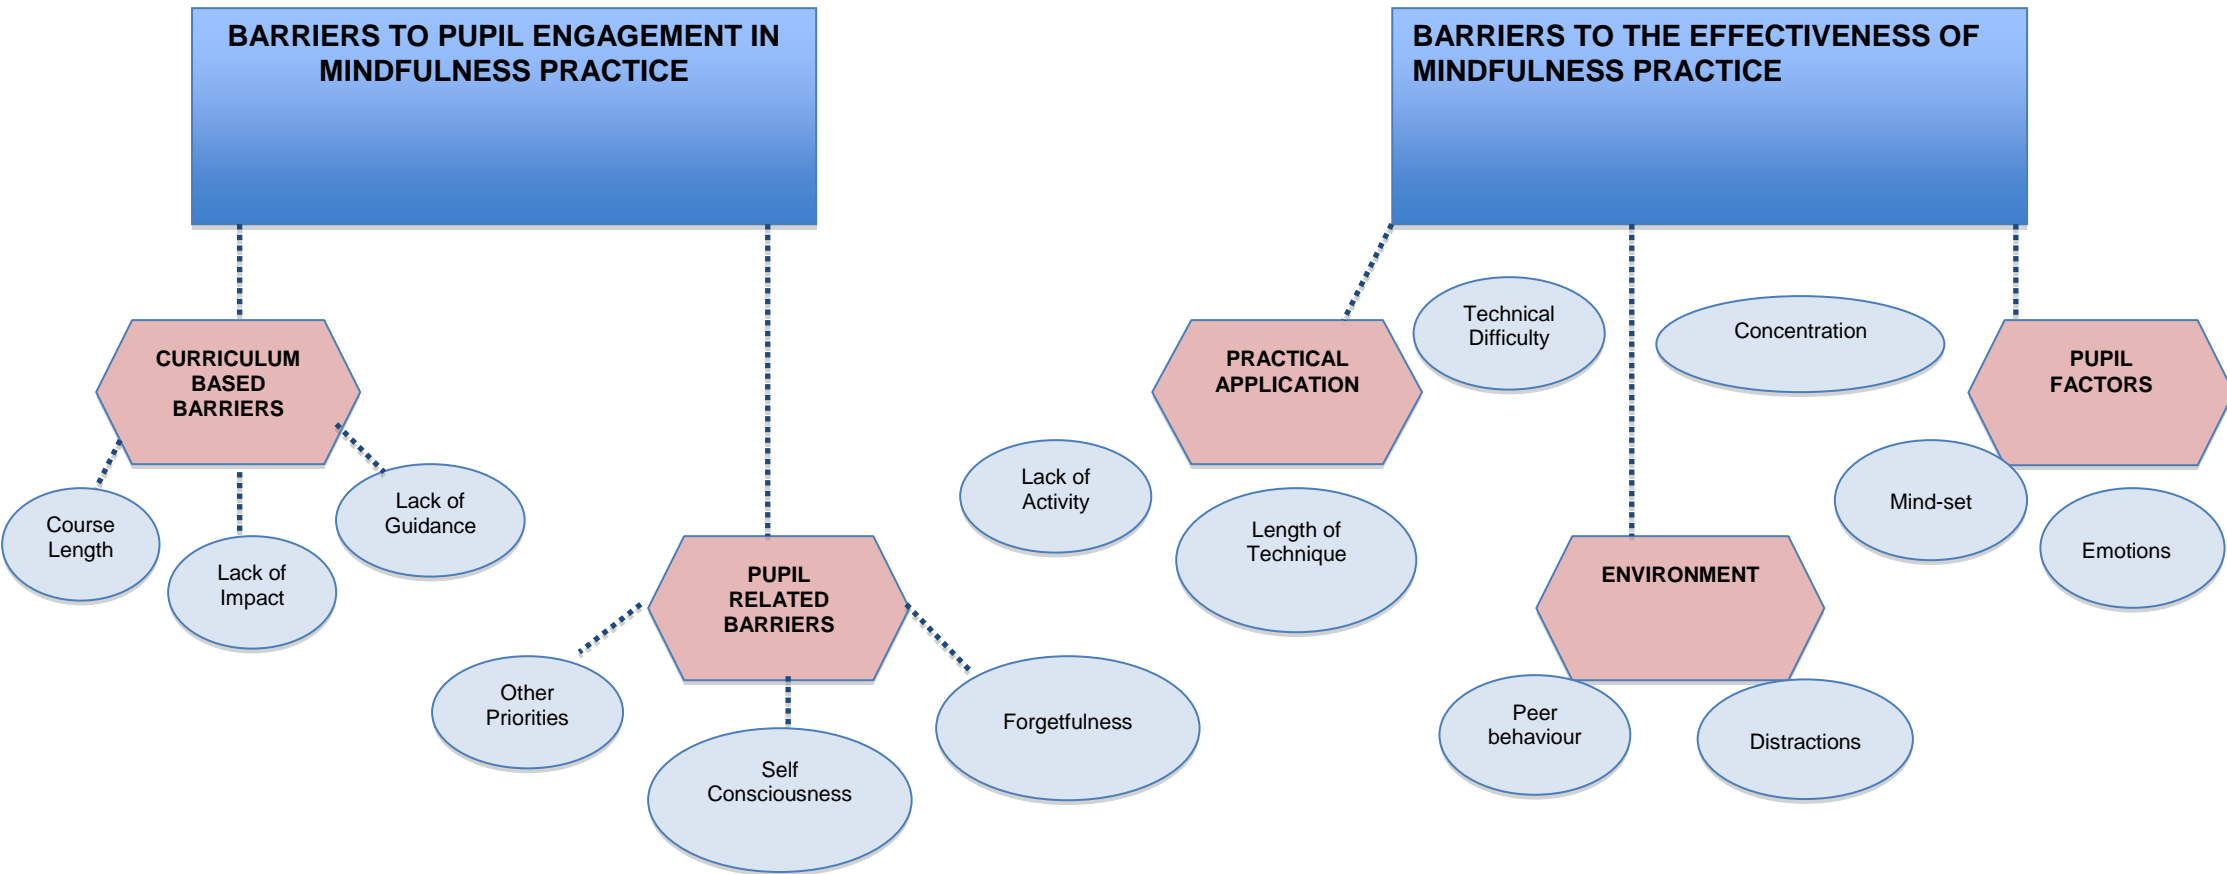 BARRIERS TO PUPIL ENGAGEMENT IN
MINDFULNESS PRACTICE
BARRIERS TO THE EFFECTIVENESS OF
MINDFULNESS PRACTICE
CURRICULUM
BASED
BARRIERS
Course
Length
Lack of
Impact
Lack of
Guidance
PUPIL
RELATED
BARRIERS
Other
Priorities
Self
Consciousness
Forgetfulness
PRACTICAL
APPLICATION
Technical
Difficulty
Lack of
Activity
Length of
Technique
ENVIRONMENT
Peer
behaviour
Distractions
Concentration
PUPIL
FACTORS
Mind-set
Emotions